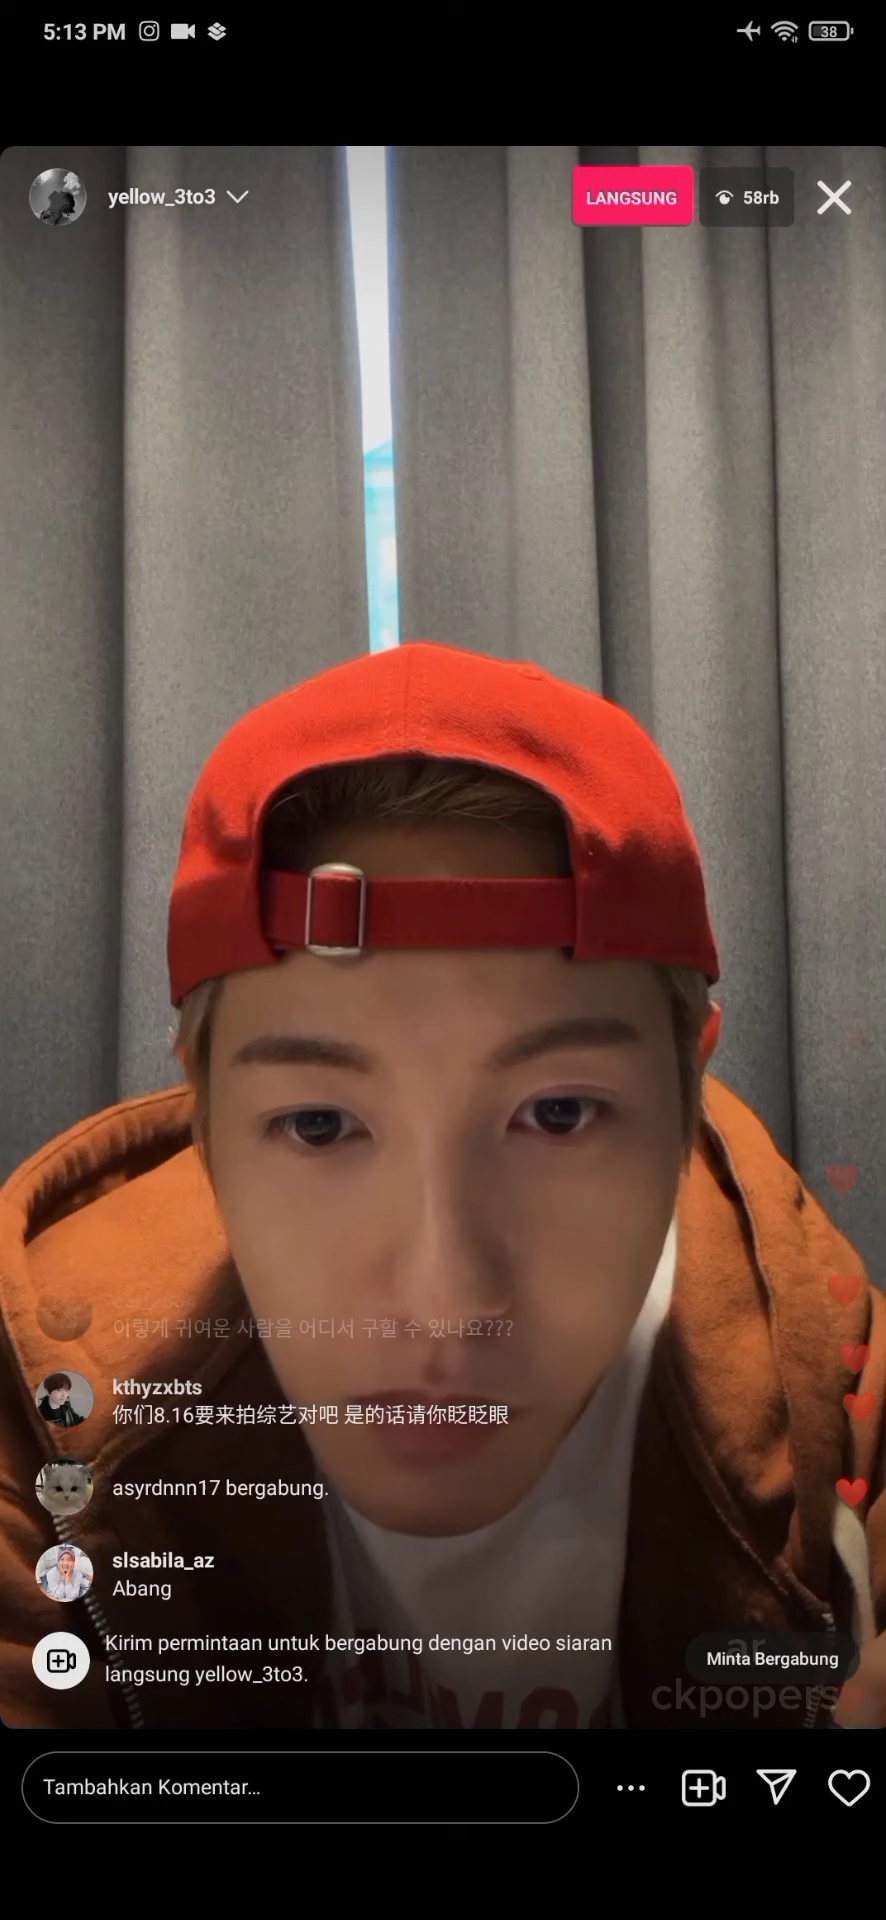 5:13 PM
38
yellow_3to3
LANGSUNG
58rb
이렇게 귀여운 사람을 어디서 구할 수 있나요???
kthyzxbts
你们8.16要来拍综艺对吧 是的话请你眨眨眼
asyrdnnn17 bergabung.
slsabila_az
Abang
Kirim permintaan untuk bergabung dengan video siaran
langsung yellow_3to3.
Minta Bergabung
ar
ckpopers
Tambahkan Komentar...